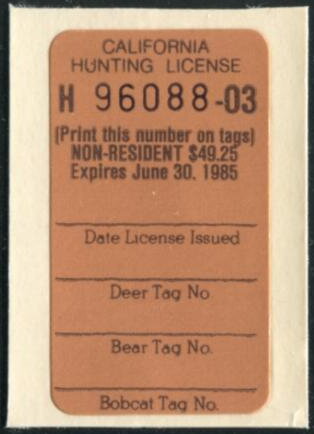 CALIFORNIA
HUNTING LICENSE
H 96088-03
(Print this number on tags)
NON-RESIDENT $49.25
Expires June 30. 1985
Date License Issued
Deer Tag No
Bear Tag No.
Bobcat Tag No.